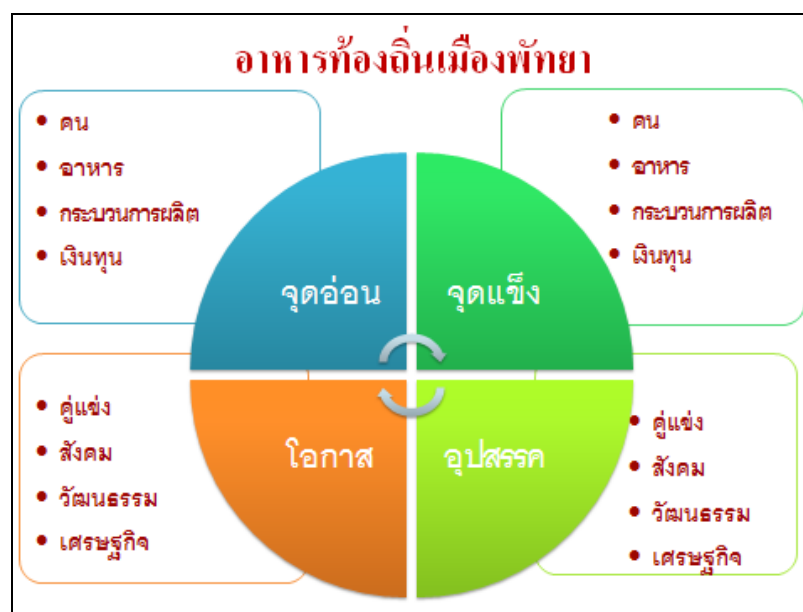 อาหารท้องถิ่นเมืองพัทยา
• คน
• อาหาร
• กระบวนการผลิต
• เงินทุน
• คน
• อาหาร
• กระบวนการผลิต
• เงินทุน
จุดอ่อน
จุดแข็ง
โอกาส
อุปสรรค
• คู่แข่ง
• สังคม
• วัฒนธรรม
• เศรษฐกิจ
• คู่แข่ง
• สังคม
• วัฒนธรรม
• เศรษฐกิจ